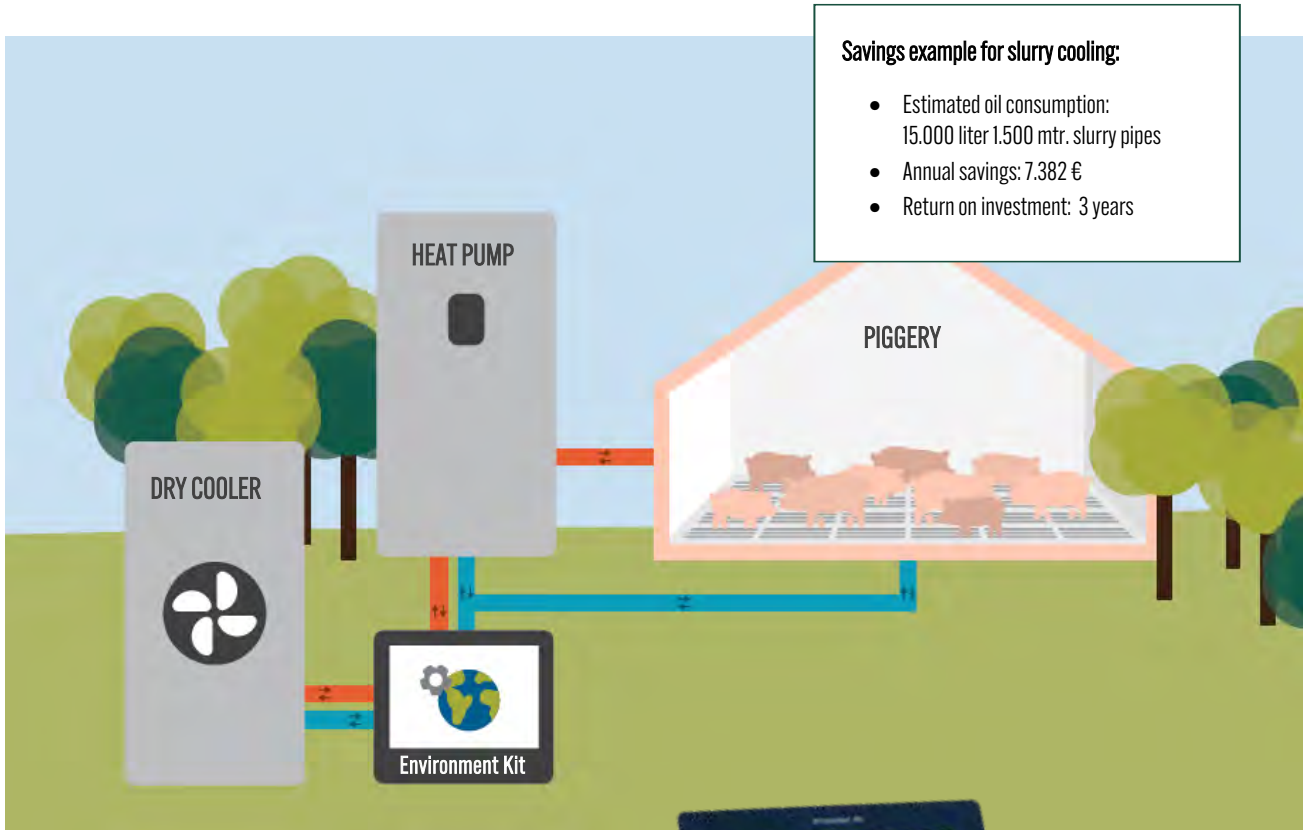 Savings example for slurry cooling:
● Estimated oil consumption:
15.000 liter 1.500 mtr. slurry pipes
● Annual savings: 7.382 €
● Return on investment: 3 years
HEAT PUMP
PIGGERY
DRY COOLER
Environment Kit